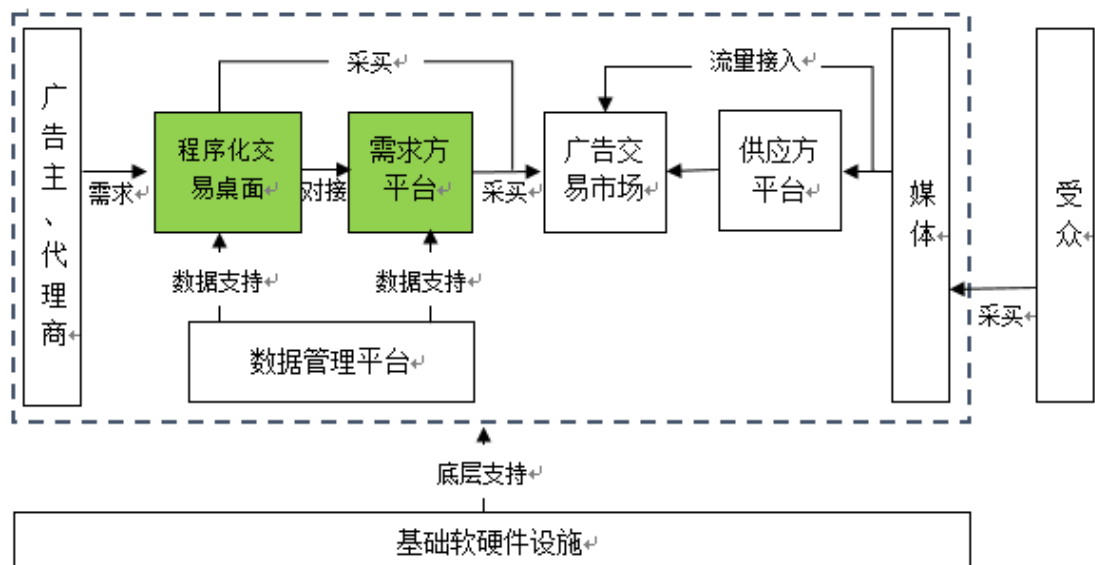 采买
流量接入
广告主、代理商
程序化交
易桌面
需求方
平台
广告交
易市场
供应方
平台
媒体
受众
需求
对接
采买
数据支持
数据支持
采买
数据管理平台
底层支持
基础软硬件设施